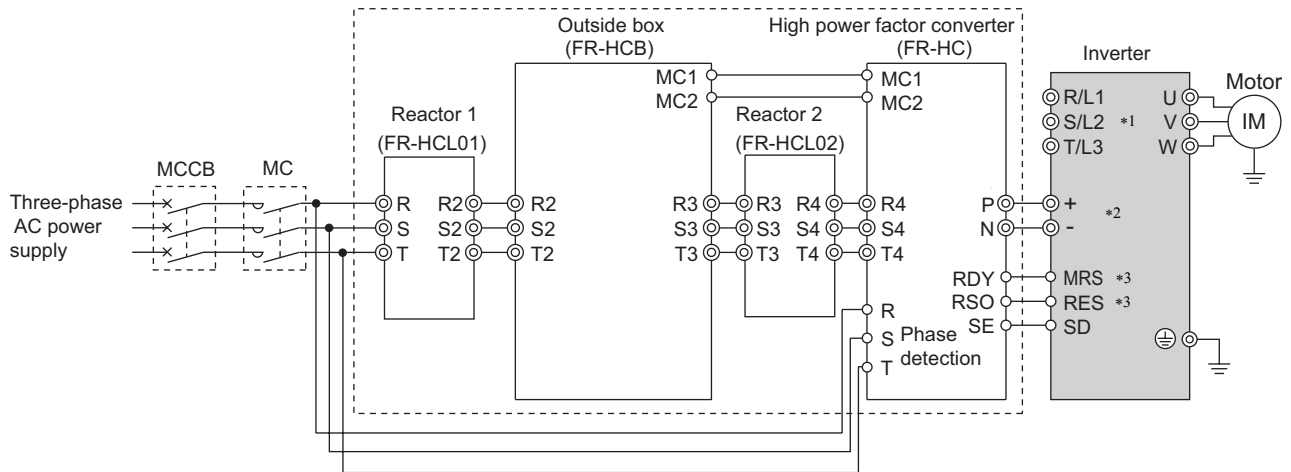 Outside box
(FR-HCB)
High power factor converter
(FR-HC)
Inverter
Motor
IM
MC1
MC2
MC1
MC2
R/L1
S/L2 *1
T/L3
U
V
W
Reactor 1
(FR-HCL01)
Reactor 2
(FR-HCL02)
MCCB
MC
Three-phase
AC power
supply
R
S
T
R2
S2
T2
R2
S2
T2
R3
S3
T3
R3
S3
T3
R4
S4
T4
R4
S4
T4
P
N
+
-
*2
RDY
RSO
SE
MRS *3
RES *3
SD
R
S
T
Phase
detection